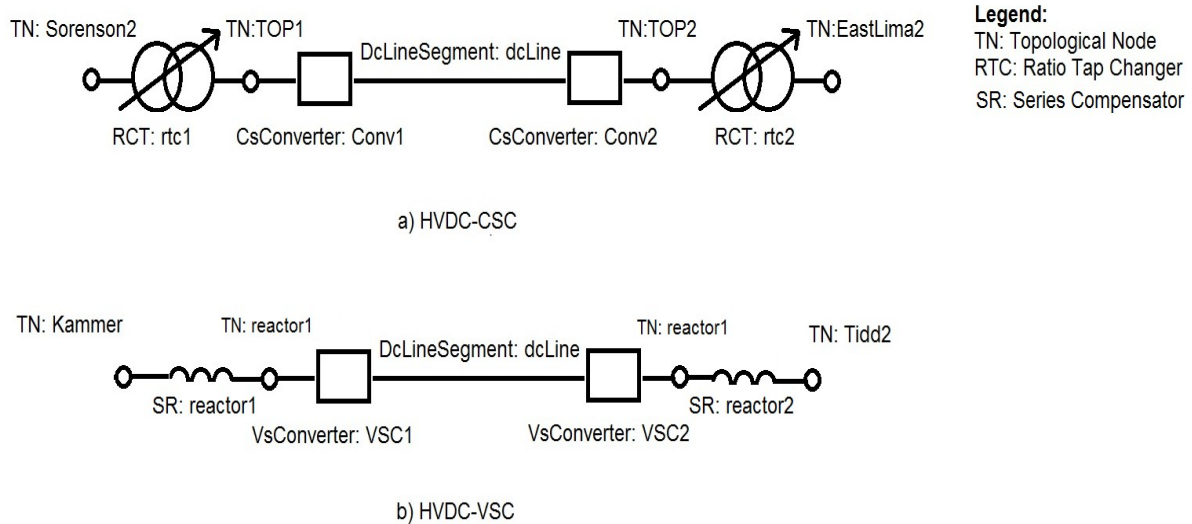 Legend:
TN: Topological Node
RTC: Ratio Tap Changer
SR: Series Compensator
TN: Sorenson2
TN:TOP1
TN:TOP2
TN:EastLima2
DcLineSegment: dcLine
RCT: rtc1
CsConverter: Conv1
CsConverter: Conv2
RCT: rtc2
a) HVDC-CSC
TN: Kammer
TN: reactor1
TN: reactor1
TN: Tidd2
DcLineSegment: dcLine
SR: reactor1
SR: reactor2
VsConverter: VSC1
VsConverter: VSC2
b) HVDC-VSC